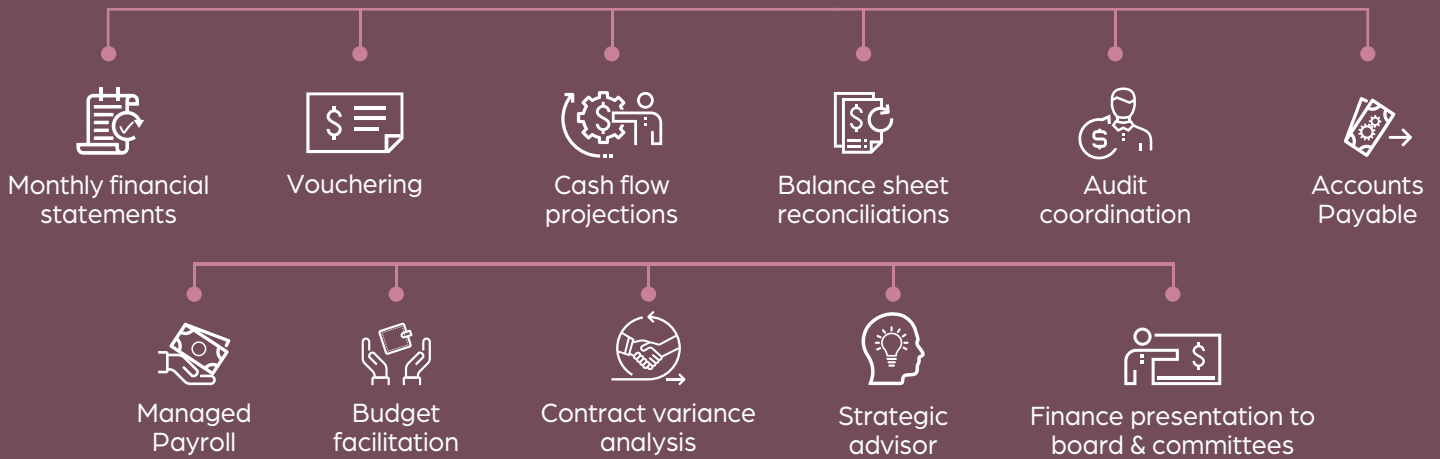 Monthly financial
statements
Vouchering
Cash flow
projections
Balance sheet
reconciliations
Audit
coordination
Accounts
Payable
Managed
Payroll
Budget
facilitation
Contract variance
analysis
Strategic
advisor
Finance presentation to
board & committees